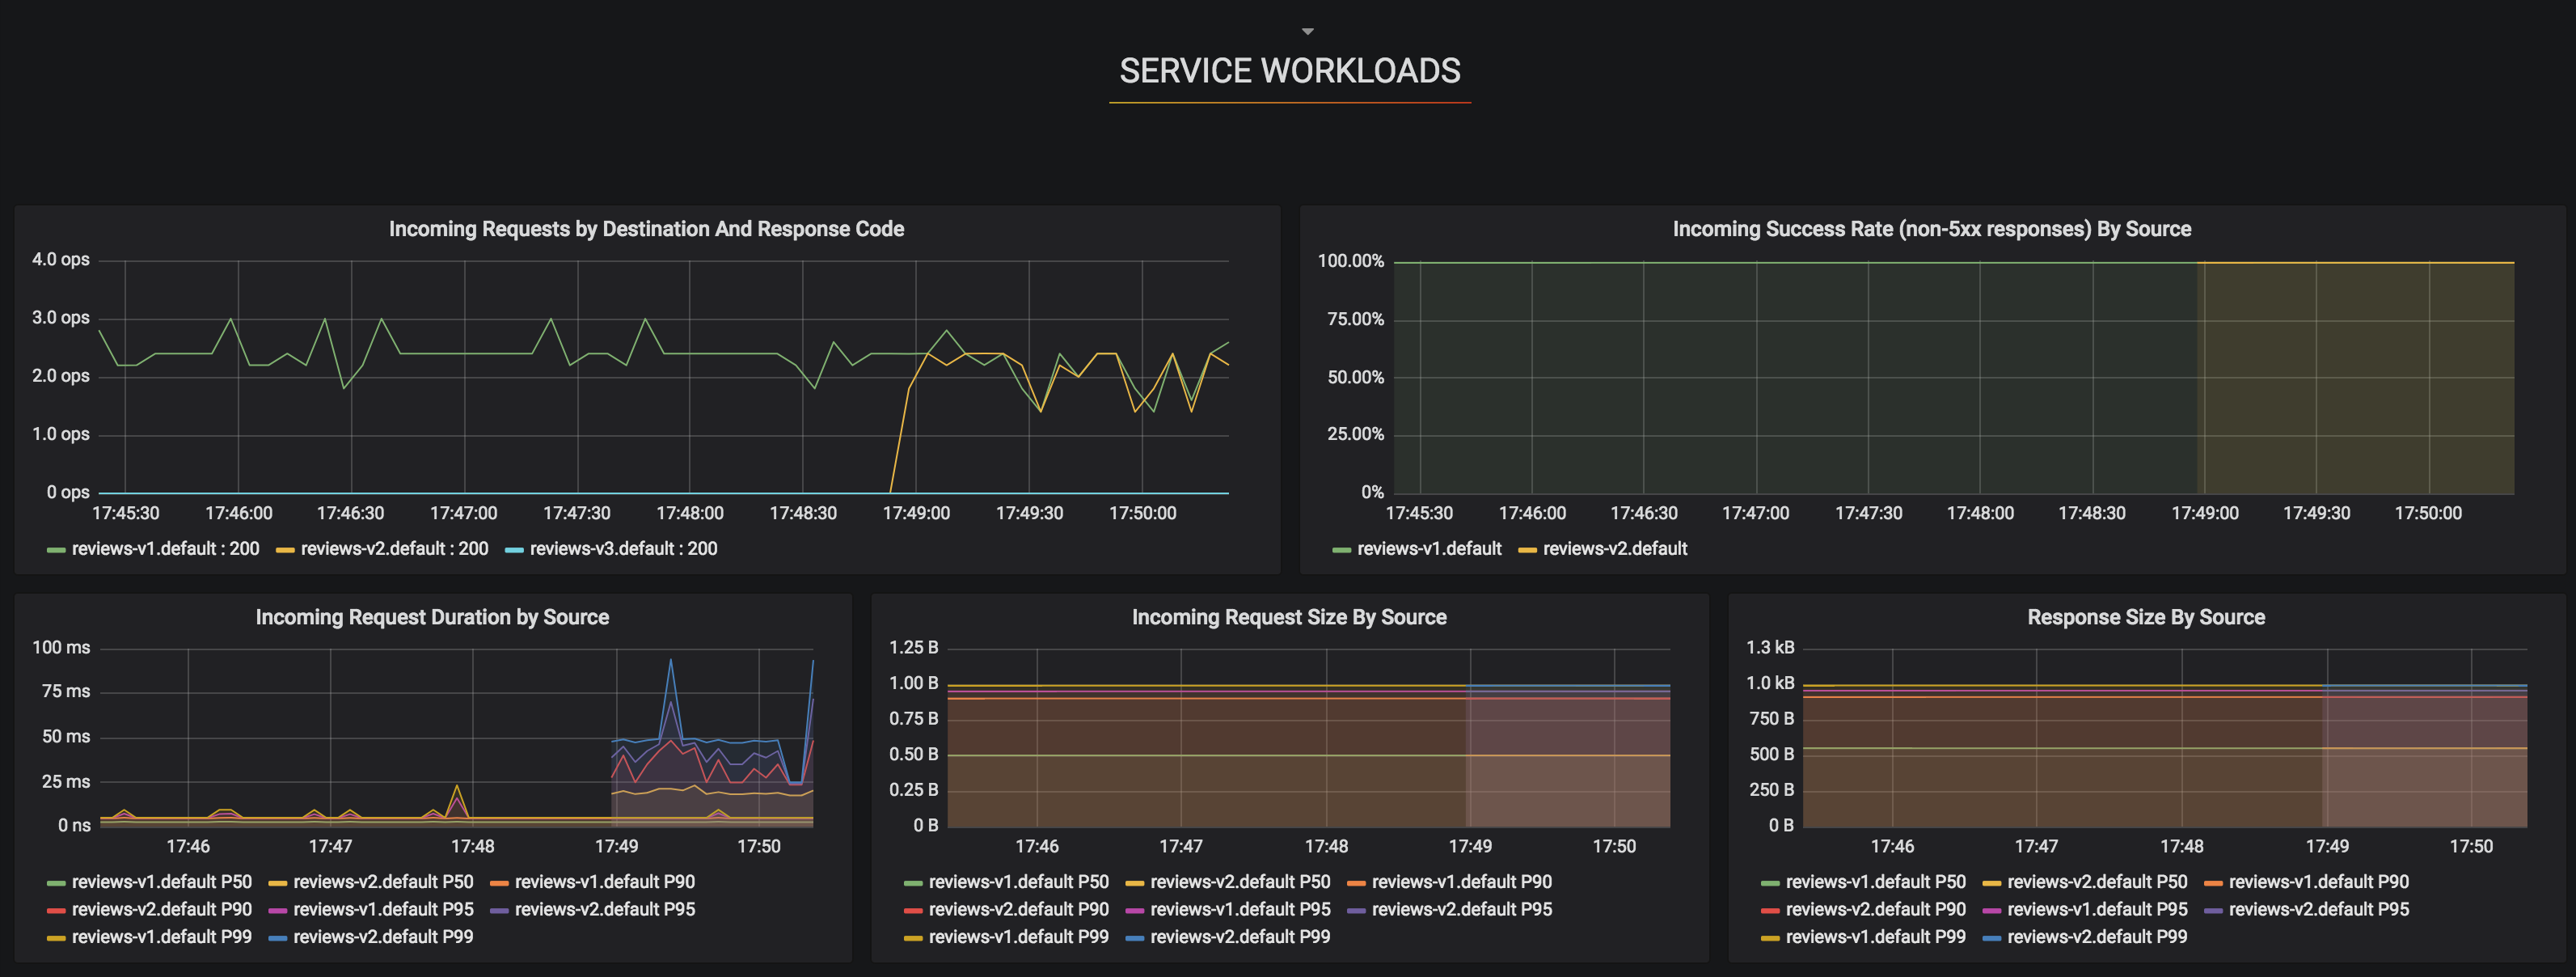 SERVICE WORKLOADS
Incoming Requests by Destination And Response Code
4.0 ops
3.0 ops
2.0 ops
1.0 ops
0 ops
17:45:30 17:46:00 17:46:30 17:47:00 17:47:30 17:48:00 17:48:30 17:49:00 17:49:30 17:50:00
reviews-v1.default : 200 reviews-v2.default : 200 reviews-v3.default : 200
Incoming Success Rate (non-5xx responses) By Source
100.00%
75.00%
50.00%
25.00%
0%
17:45:30 17:46:00 17:46:30 17:47:00 17:47:30 17:48:00 17:48:30 17:49:00 17:49:30 17:50:00
reviews-v1.default reviews-v2.default
Incoming Request Duration by Source
100 ms
75 ms
50 ms
25 ms
0 ns
17:46 17:47 17:48 17:49 17:50
reviews-v1.default P50 reviews-v2.default P50 reviews-v1.default P90
reviews-v2.default P90 reviews-v1.default P95 reviews-v2.default P95
reviews-v1.default P99 reviews-v2.default P99
Incoming Request Size By Source
1.25 B
1.00 B
0.75 B
0.50 B
0.25 B
0 B
17:46 17:47 17:48 17:49 17:50
reviews-v1.default P50 reviews-v2.default P50 reviews-v1.default P90
reviews-v2.default P90 reviews-v1.default P95 reviews-v2.default P95
reviews-v1.default P99 reviews-v2.default P99
Response Size By Source
1.3 kB
1.0 kB
750 B
500 B
250 B
0 B
17:46 17:47 17:48 17:49 17:50
reviews-v1.default P50 reviews-v2.default P50 reviews-v1.default P90
reviews-v2.default P90 reviews-v1.default P95 reviews-v2.default P95
reviews-v1.default P99 reviews-v2.default P99